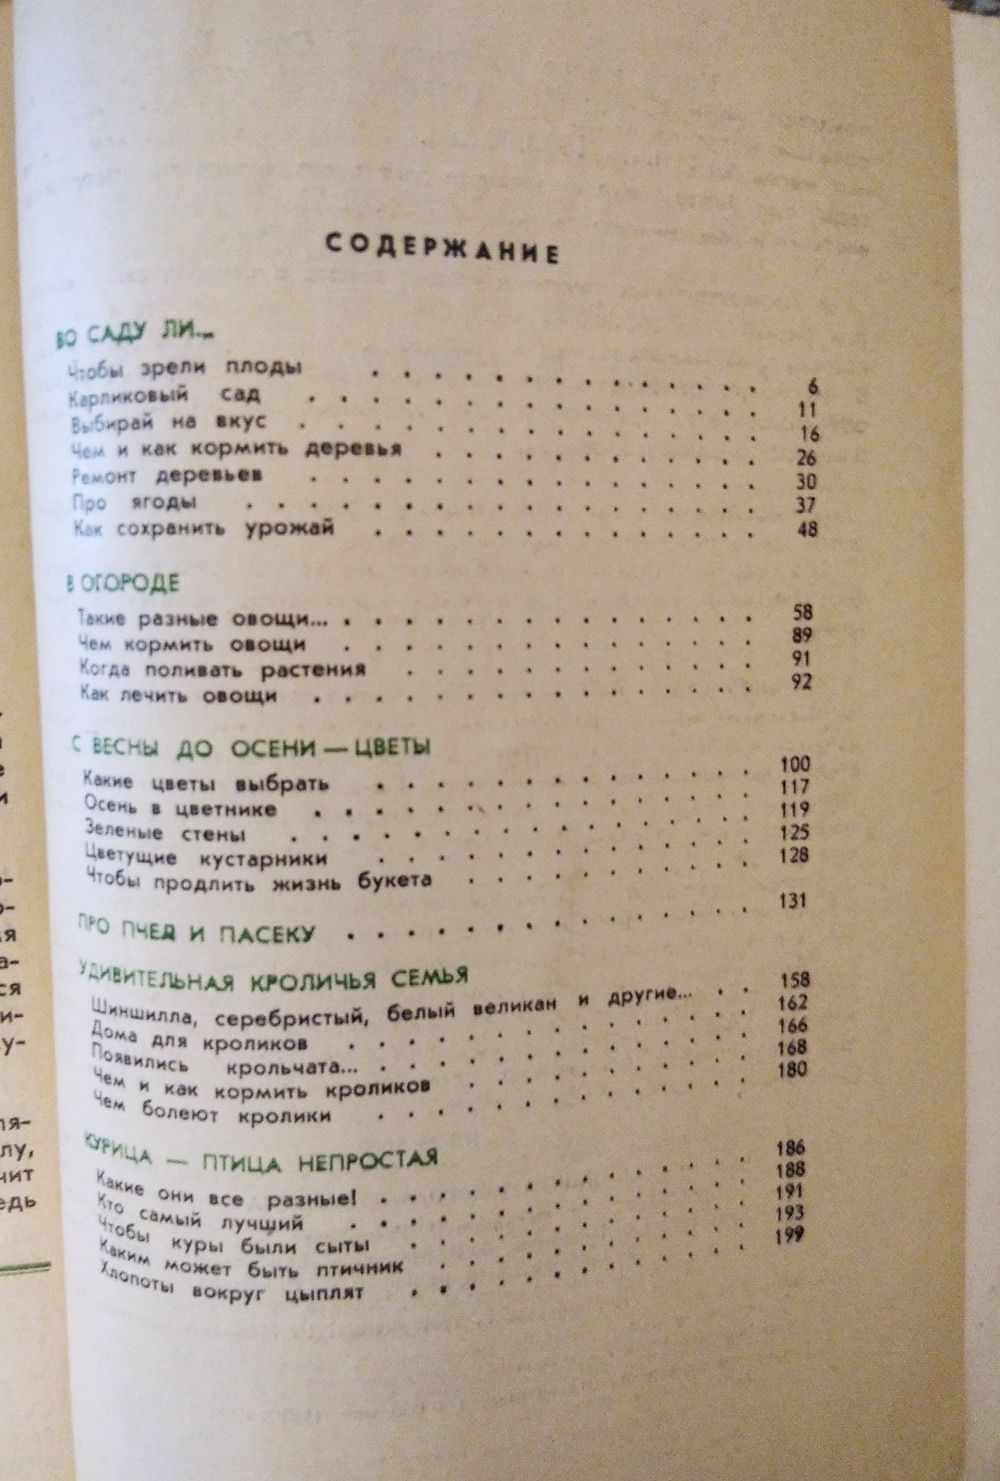 СОДЕРЖАНИЕ
ВО САДУ ЛИ...
Чтобы зрели плоды . . . . . . . . . . . . . 6
Карликовый сад . . . . . . . . . . . . . . . 11
Выбирай на вкус . . . . . . . . . . . . . . . 16
Чем и как кормить деревья . . . . . . . . . . . 26
Ремонт деревьев . . . . . . . . . . . . . . . 30
Про ягоды . . . . . . . . . . . . . . . . . 37
Как сохранить урожай . . . . . . . . . . . . . 48
В ОГОРОДЕ
Такие разные овощи... . . . . . . . . . . . . . . 58
Чем кормить овощи . . . . . . . . . . . . . . 89
Когда поливать растения . . . . . . . . . . . . 91
Как лечить овощи . . . . . . . . . . . . . . . 92
С ВЕСНЫ ДО ОСЕНИ — ЦВЕТЫ
Какие цветы выбрать . . . . . . . . . . . . . 100
Осень в цветнике . . . . . . . . . . . . . . . 117
Зеленые стены . . . . . . . . . . . . . . . . 119
Цветущие кустарники . . . . . . . . . . . . . 125
Чтобы продлить жизнь букета . . . . . . . . . . 128
ПРО ПЧЕЛ И ПАСЕКУ . . . . . . . . . . . . . . 131
УДИВИТЕЛЬНАЯ КРОЛИЧЬЯ СЕМЬЯ
Шиншилла, серебристый, белый великан и другие... . . 158
Дома для кроликов . . . . . . . . . . . . . . 162
Появились крольчата... . . . . . . . . . . . . . 166
Чем и как кормить кроликов . . . . . . . . . . 168
Чем болеют кролики . . . . . . . . . . . . . 180
КУРИЦА — ПТИЦА НЕПРОСТАЯ
Какие они все разные! . . . . . . . . . . . . . 186
Кто самый лучший . . . . . . . . . . . . . . 188
Чтобы куры были сыты . . . . . . . . . . . . 191
Каким может быть птичник . . . . . . . . . . . 193
Хлопоты вокруг цыплят . . . . . . . . . . . . 199